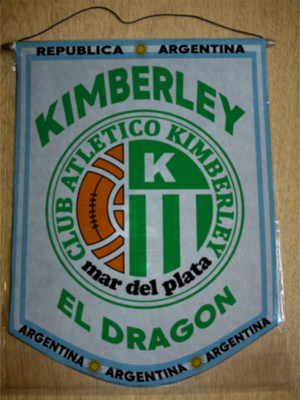 REPUBLICA ARGENTINA
KIMBERLEY
CLUB ATLETICO KIMBERLEY
K
mar del plata
EL DRAGON
ARGENTINA ARGENTINA ARGENTINA